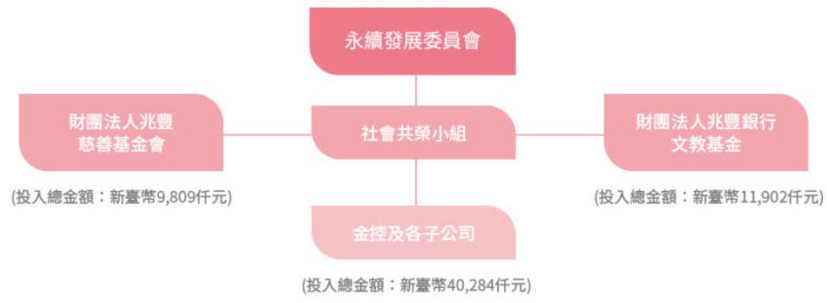 永續發展委員會
財團法人兆豐
慈善基金會
(投入總金額：新臺幣9,809仟元)
社會共榮小組
財團法人兆豐銀行
文教基金
(投入總金額：新臺幣11,902仟元)
金控及各子公司
(投入總金額：新臺幣40,284仟元)